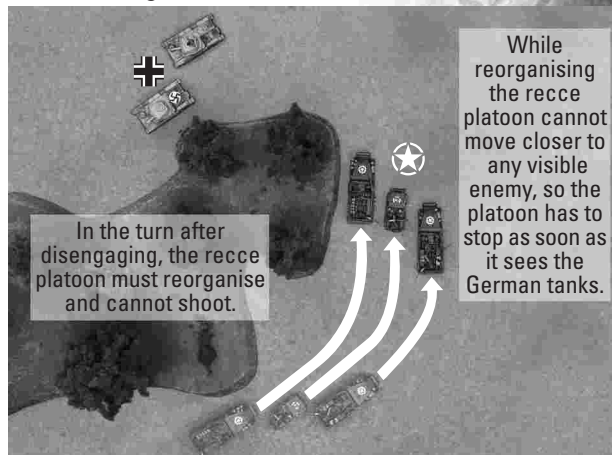 In the turn after
disengaging, the recce
platoon must reorganise
and cannot shoot.
While
reorganising
the recce
platoon cannot
move closer to
any visible
enemy, so the
platoon has to
stop as soon as
it sees the
German tanks.